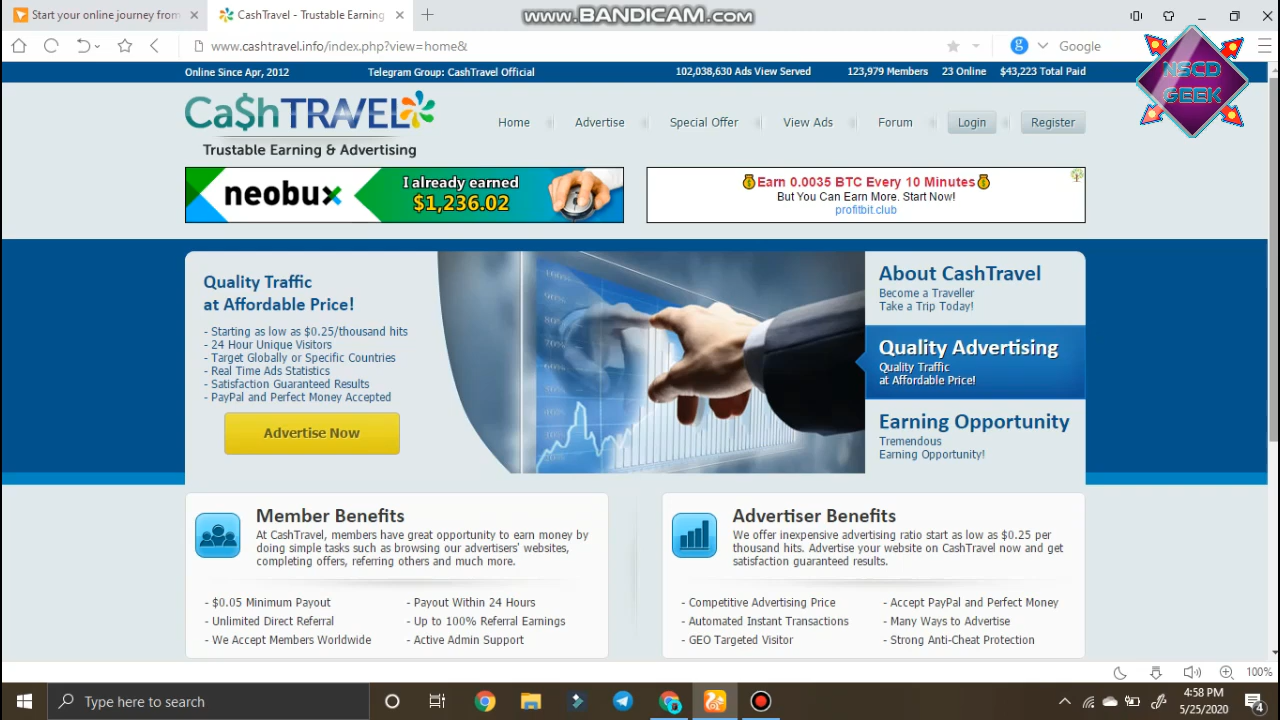 Start your online journey from
CashTravel - Trustable Earning
www.BANDICAM.com
www.cashtravel.info/index.php?view=home&
Google
NSCD
GEEK
Online Since Apr, 2012
Telegram Group: CashTravel Official
102,038,630 Ads View Served
123,979 Members
23 Online
$43,223 Total Paid
Ca$hTRAVEL
Trustable Earning & Advertising
Home
Advertise
Special Offer
View Ads
Forum
Login
Register
neobux
I already earned
$1,236.02
Earn 0.0035 BTC Every 10 Minutes
But You Can Earn More. Start Now!
profitbit.club
Quality Traffic
at Affordable Price!
- Starting as low as $0.25/thousand hits
- 24 Hour Unique Visitors
- Target Globally or Specific Countries
- Real Time Ads Statistics
- Satisfaction Guaranteed Results
- PayPal and Perfect Money Accepted
Advertise Now
About CashTravel
Become a Traveller
Take a Trip Today!
Quality Advertising
Quality Traffic
at Affordable Price!
Earning Opportunity
Tremendous
Earning Opportunity!
Member Benefits
At CashTravel, members have great opportunity to earn money by
doing simple tasks such as browsing our advertisers' websites,
completing offers, referring others and much more.
- $0.05 Minimum Payout
- Payout Within 24 Hours
- Unlimited Direct Referral
- Up to 100% Referral Earnings
- We Accept Members Worldwide
- Active Admin Support
Advertiser Benefits
We offer inexpensive advertising ratio start as low as $0.25 per
thousand hits. Advertise your website on CashTravel now and get
satisfaction guaranteed results.
- Competitive Advertising Price
- Accept PayPal and Perfect Money
- Automated Instant Transactions
- Many Ways to Advertise
- GEO Targeted Visitor
- Strong Anti-Cheat Protection
100%
Type here to search
4:58 PM
5/25/2020
4